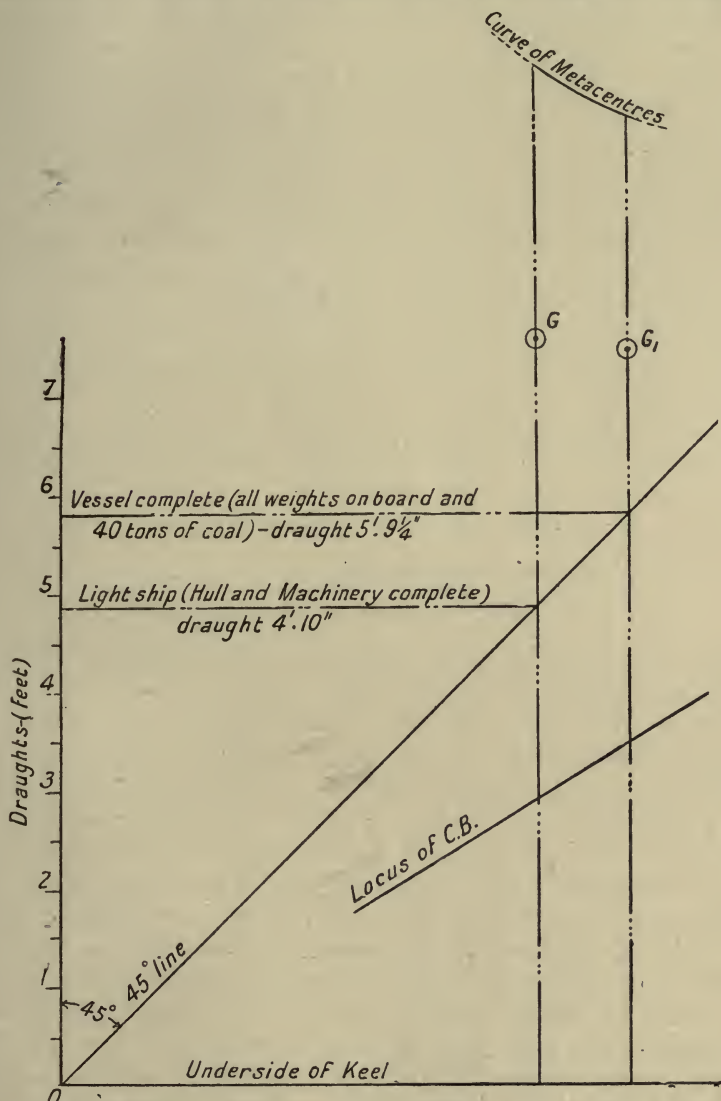 Curve of Metacentres
G
G1
7
6
Vessel complete (all weights on board and
40 tons of coal) - draught 5'. 9¼"
5
Light ship (Hull and Machinery complete)
draught 4'. 10"
4
Draughts-(feet)
3
2
Locus of C.B.
1
45° line
45°
Underside of Keel
0